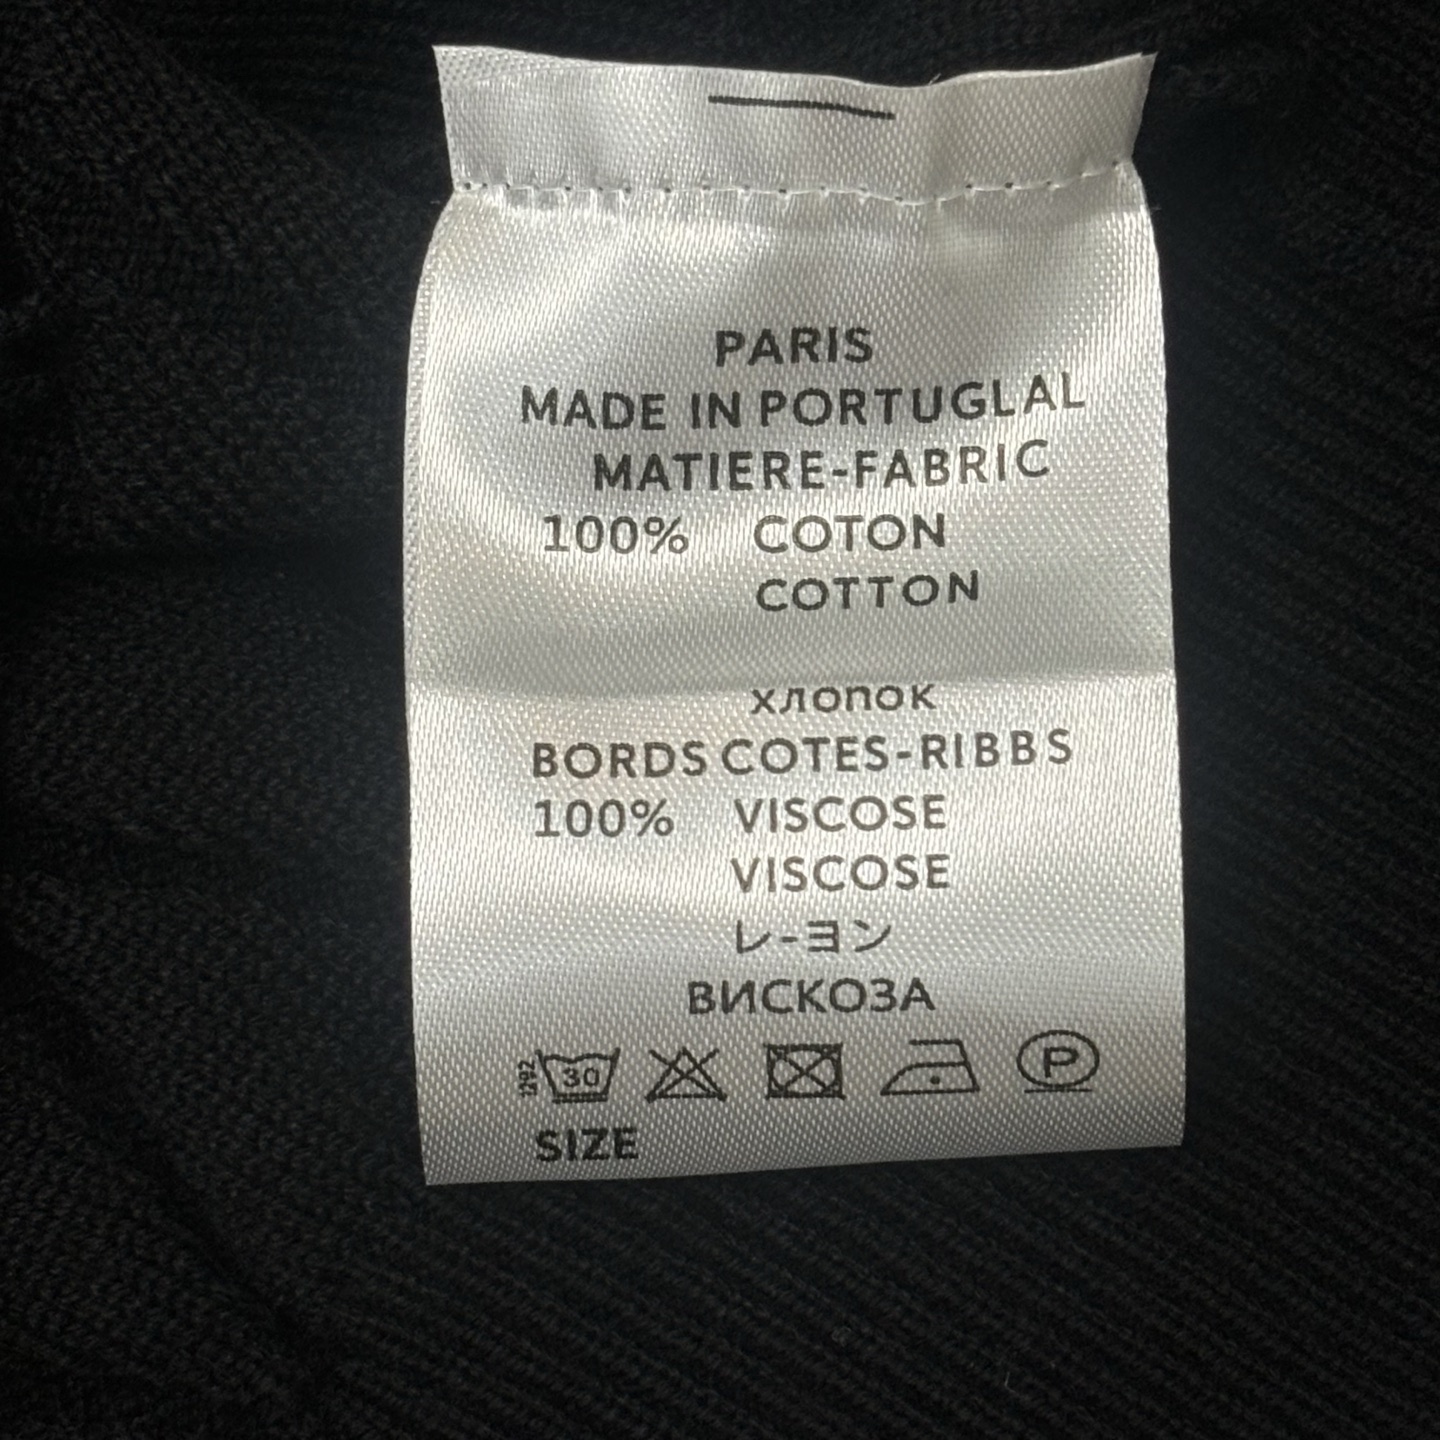 PARIS
MADE IN PORTUGLAL
MATIERE-FABRIC
100% COTON
COTTON
хлопок
BORDS COTES-RIBBS
100% VISCOSE
VISCOSE
レ-ヨン
ВИСКОЗА
1292 30 P
SIZE